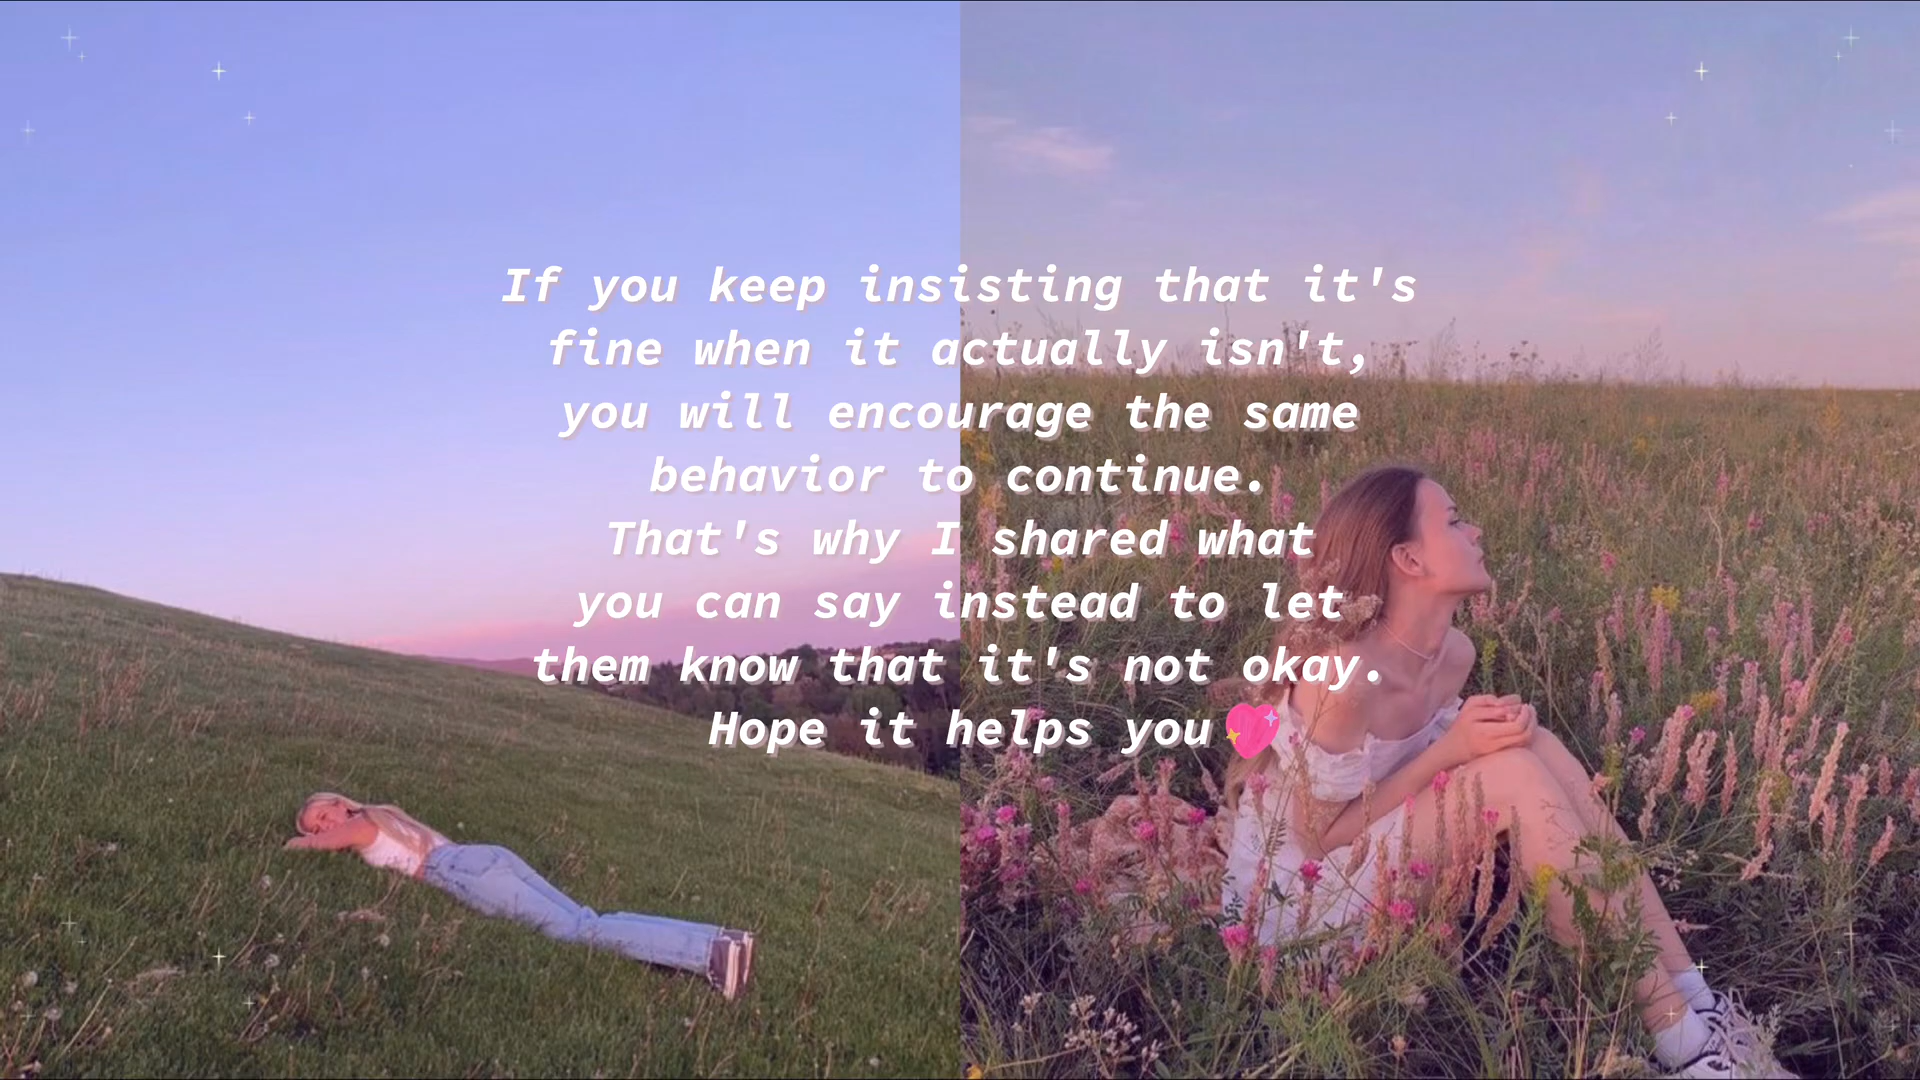 If you keep insisting that it's
fine when it actually isn't,
you will encourage the same
behavior to continue.
That's why I shared what
you can say instead to let
them know that it's not okay.
Hope it helps you💖